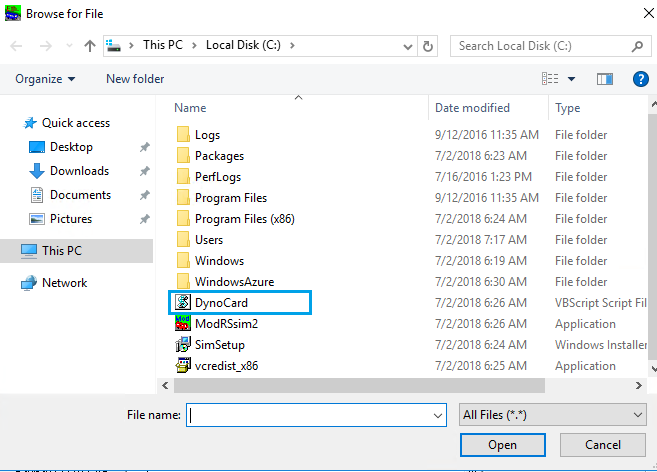 Browse for File
This PC > Local Disk (C:) >
Search Local Disk (C:)
Organize
New folder
?
Name Date modified Type
Quick access
Desktop
Downloads
Documents
Pictures
This PC
Network
Logs 9/12/2016 11:35 AM File folder
Packages 7/2/2018 6:23 AM File folder
PerfLogs 7/16/2016 1:23 PM File folder
Program Files 9/12/2016 11:35 AM File folder
Program Files (x86) 7/2/2018 6:24 AM File folder
Users 7/2/2018 7:17 AM File folder
Windows 7/2/2018 6:19 AM File folder
WindowsAzure 7/2/2018 6:30 AM File folder
DynoCard 7/2/2018 6:26 AM VBScript Script Fil
ModRSsim2 7/2/2018 6:26 AM Application
SimSetup 7/2/2018 6:24 AM Windows Installer
vcredist_x86 7/2/2018 6:25 AM Application
File name:
All Files (*.*)
Open
Cancel